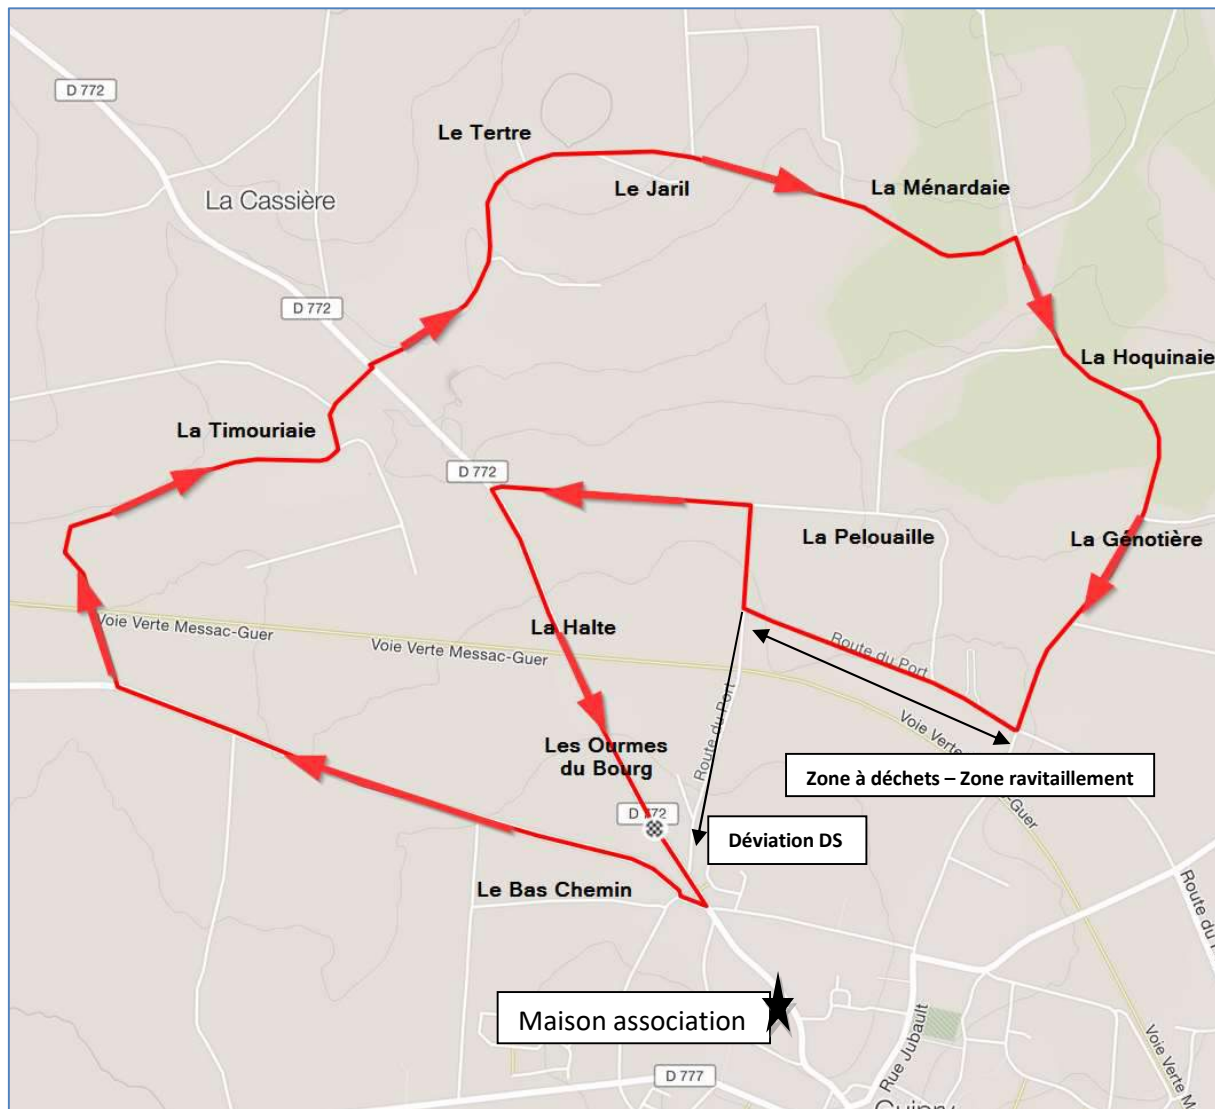 D 772
Le Tertre
La Cassière
Le Jaril
La Ménardaie
D 772
La Hoquinaie
La Timouriaie
D 772
La Pelouaille
La Génotière
Voie Verte Messac-Guer
La Halte
Voie Verte Messac-Guer
Route du Port
Route du Port
Voie Verte
-Guer
Les Ourmes
du Bourg
Zone à déchets – Zone ravitaillement
D 772
Déviation DS
Le Bas Chemin
Route du
Maison association
Rue Jubault
Voie Verte M
D 777